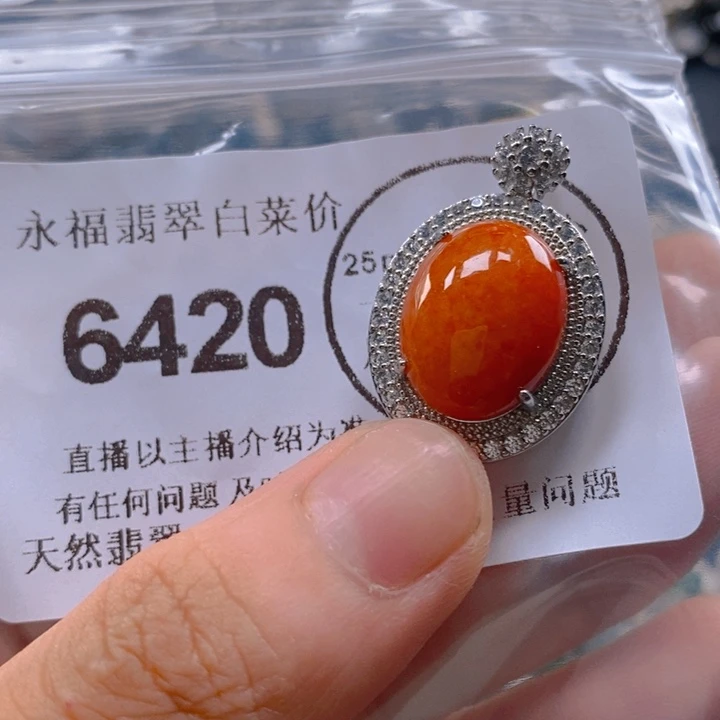 永福翡翠白菜价
25
6420
直播以主播介绍为准
有任何问题及 量问题
天然翡翠